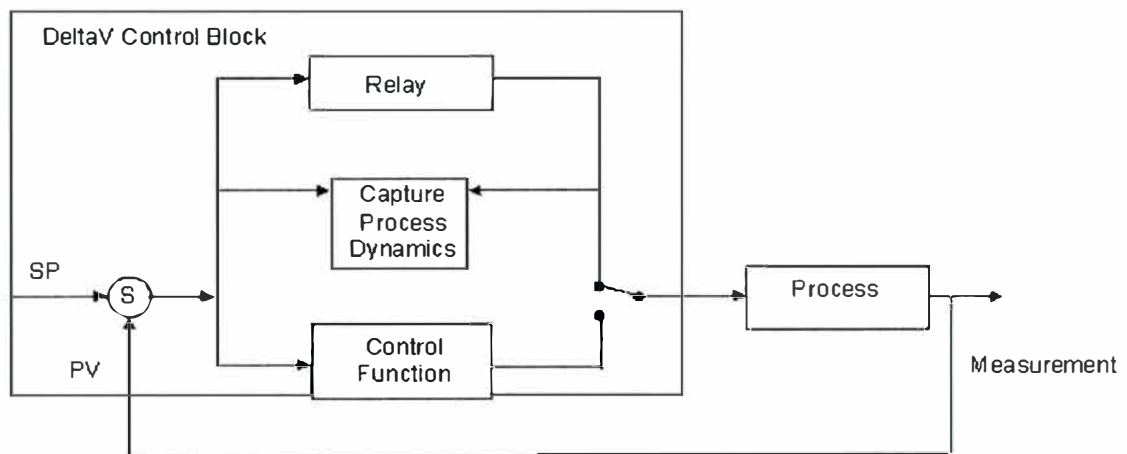 DeltaV Control Block
Relay
Capture
Process
Dynamics
SP
S
Process
PV
Control
Function
Measurement